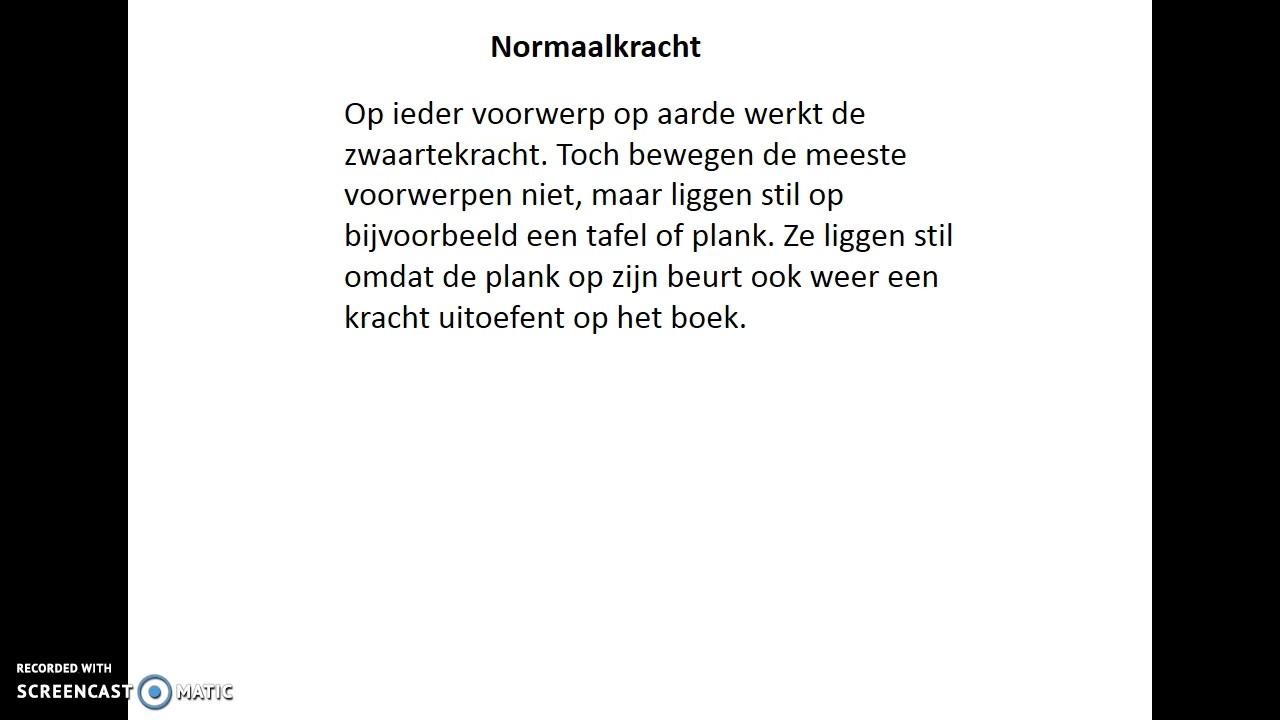 Normaalkracht
Op ieder voorwerp op aarde werkt de
zwaartekracht. Toch bewegen de meeste
voorwerpen niet, maar liggen stil op
bijvoorbeeld een tafel of plank. Ze liggen stil
omdat de plank op zijn beurt ook weer een
kracht uitoefent op het boek.
RECORDED WITH
SCREENCAST MATIC